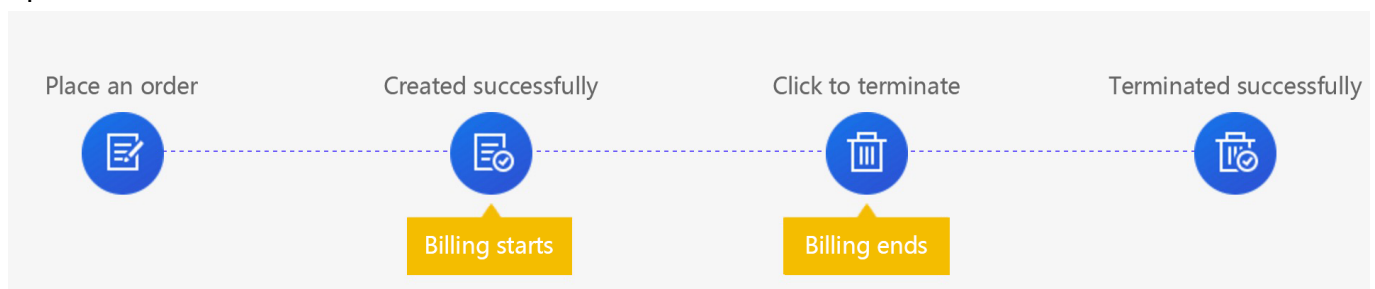 Place an order
Created successfully
Click to terminate
Terminated successfully
Billing starts
Billing ends